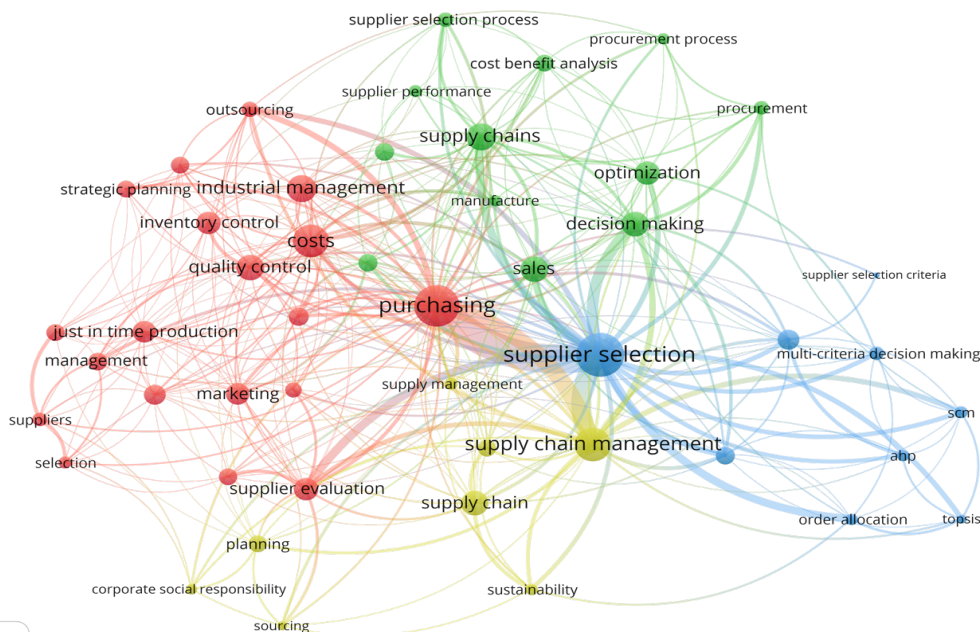 supplier selection process
procurement process
cost benefit analysis
supplier performance
outsourcing
procurement
supply chains
optimization
strategic planning
industrial management
manufacture
inventory control
decision making
costs
quality control
sales
supplier selection criteria
purchasing
just in time production
supplier selection
multi-criteria decision making
management
supply management
marketing
suppliers
scm
supply chain management
ahp
selection
supplier evaluation
supply chain
order allocation
topsis
planning
corporate social responsibility
sustainability
sourcing